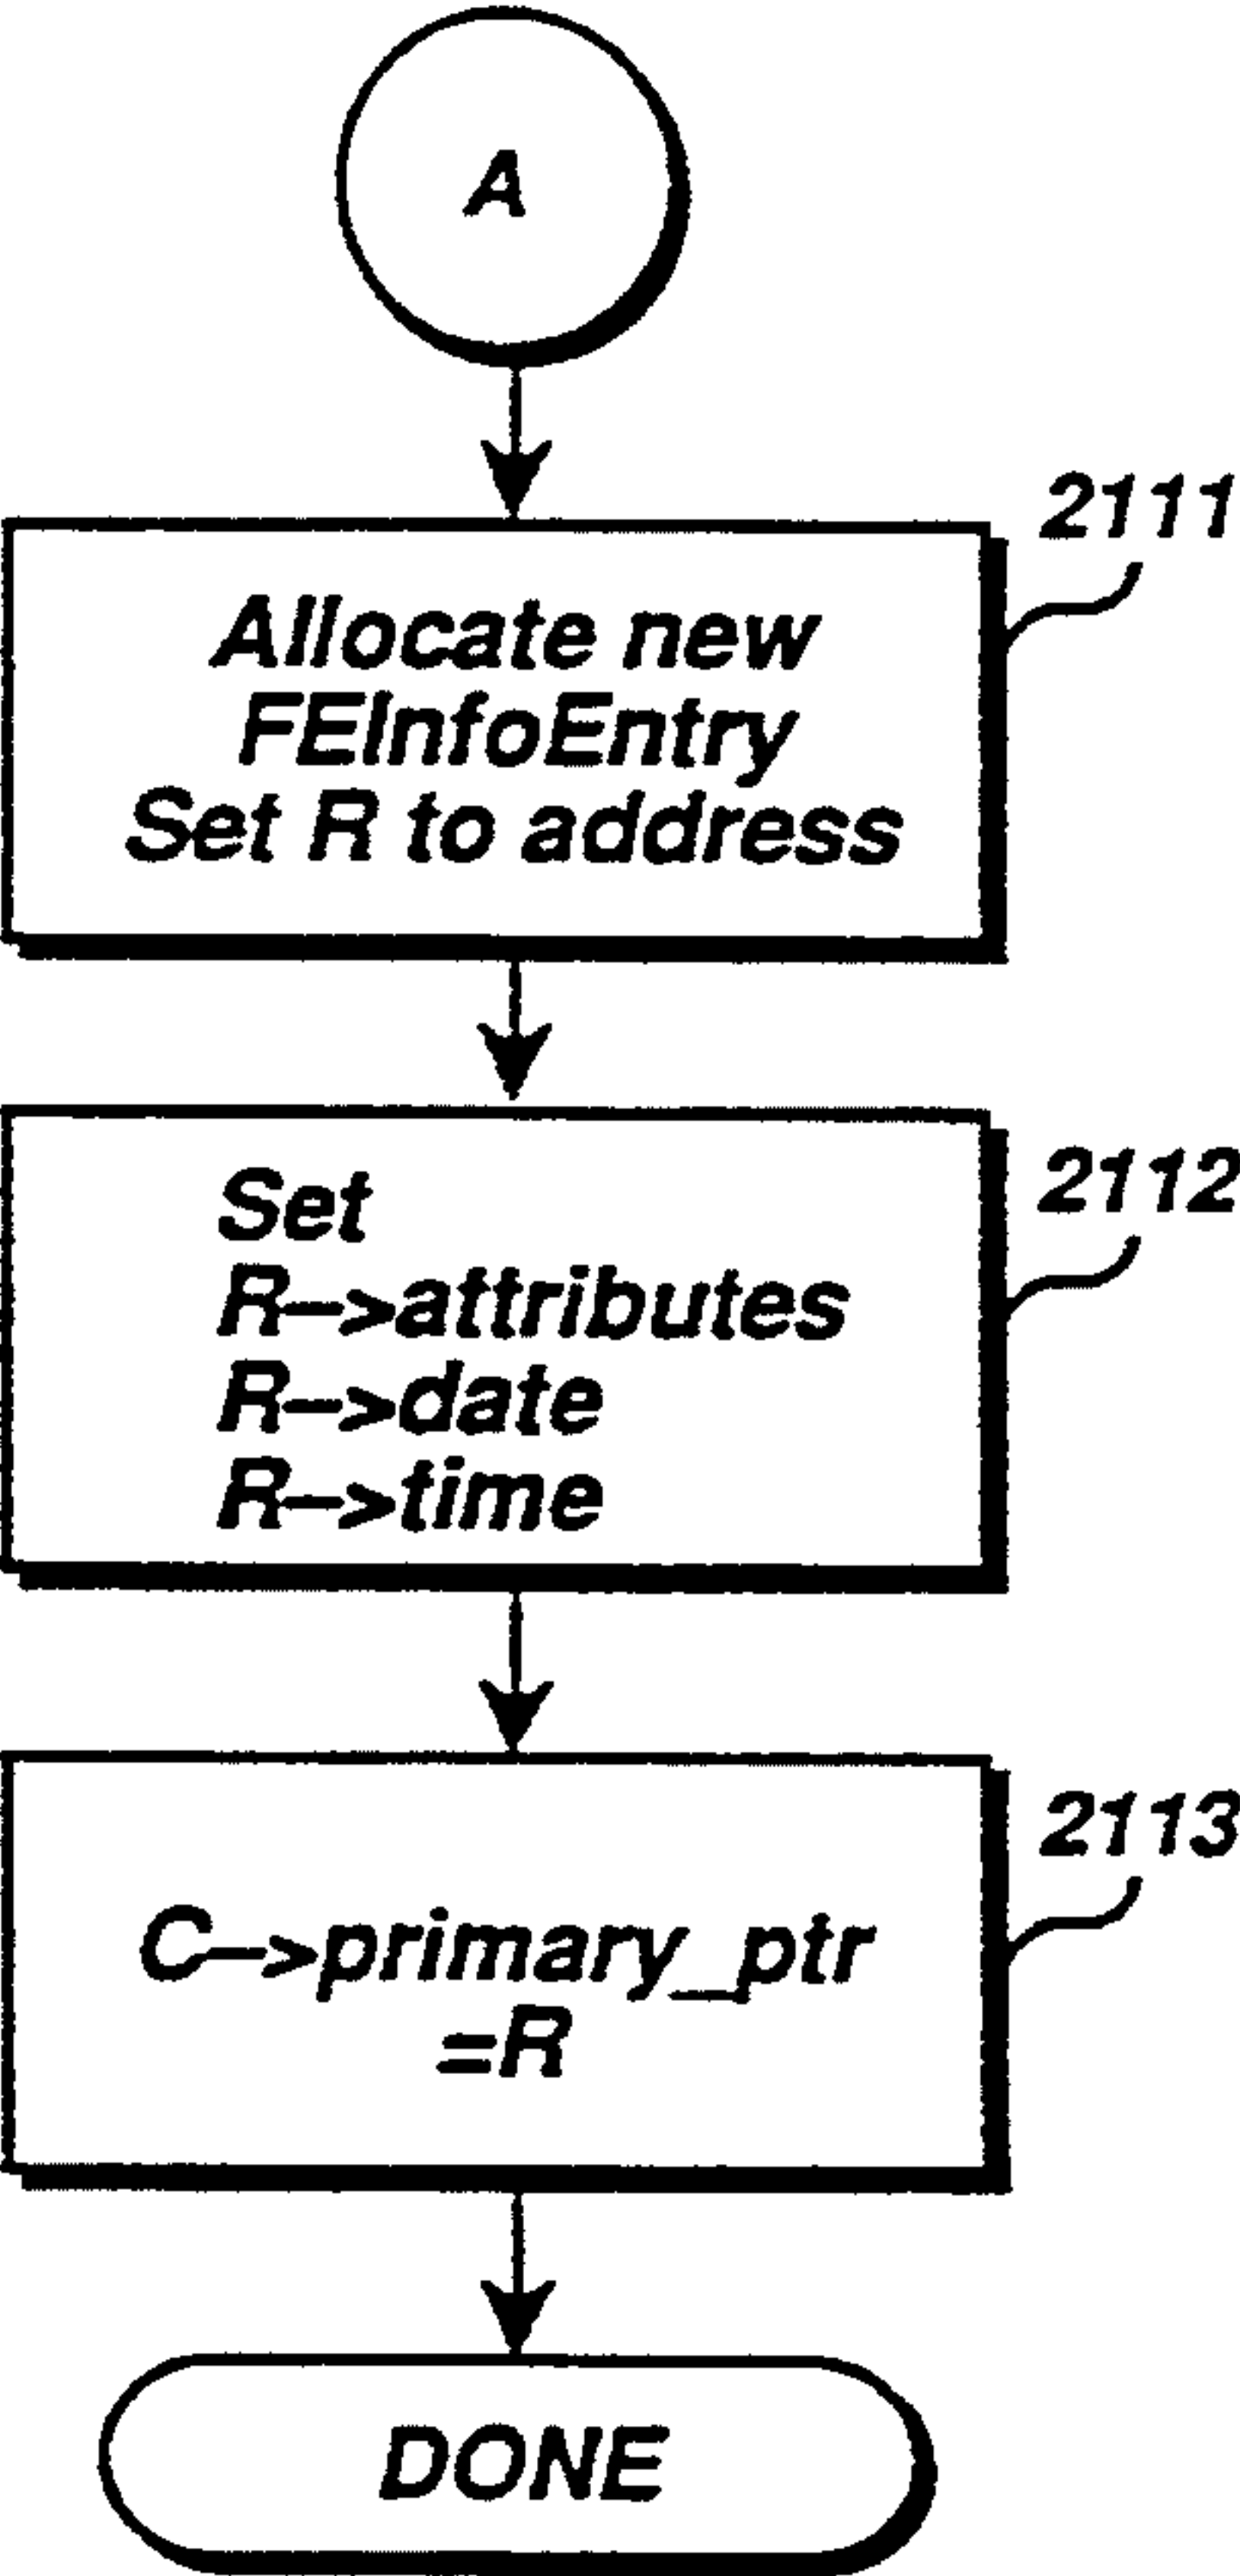 A
2111
Allocate new
FEInfoEntry
Set R to address
2112
Set
R->attributes
R->date
R->time
2113
C->primary_ptr
=R
DONE